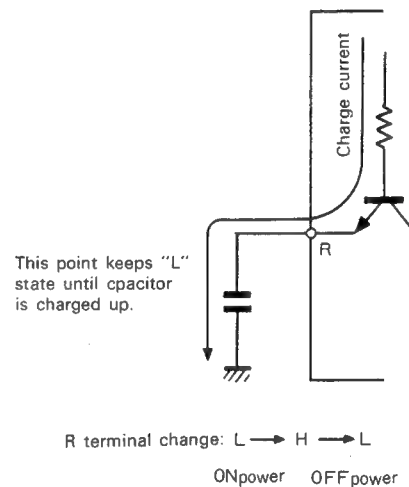 Charge current
R
This point keeps "L"
state until cpacitor
is charged up.
R terminal change: L → H → L
ONpower OFFpower